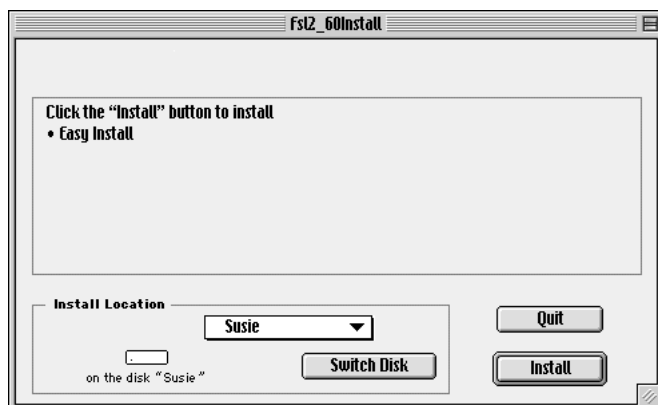 fsl2_60Install
Click the “Install” button to install
• Easy Install
Install Location
Susie
Quit
on the disk “Susie”
Switch Disk
Install